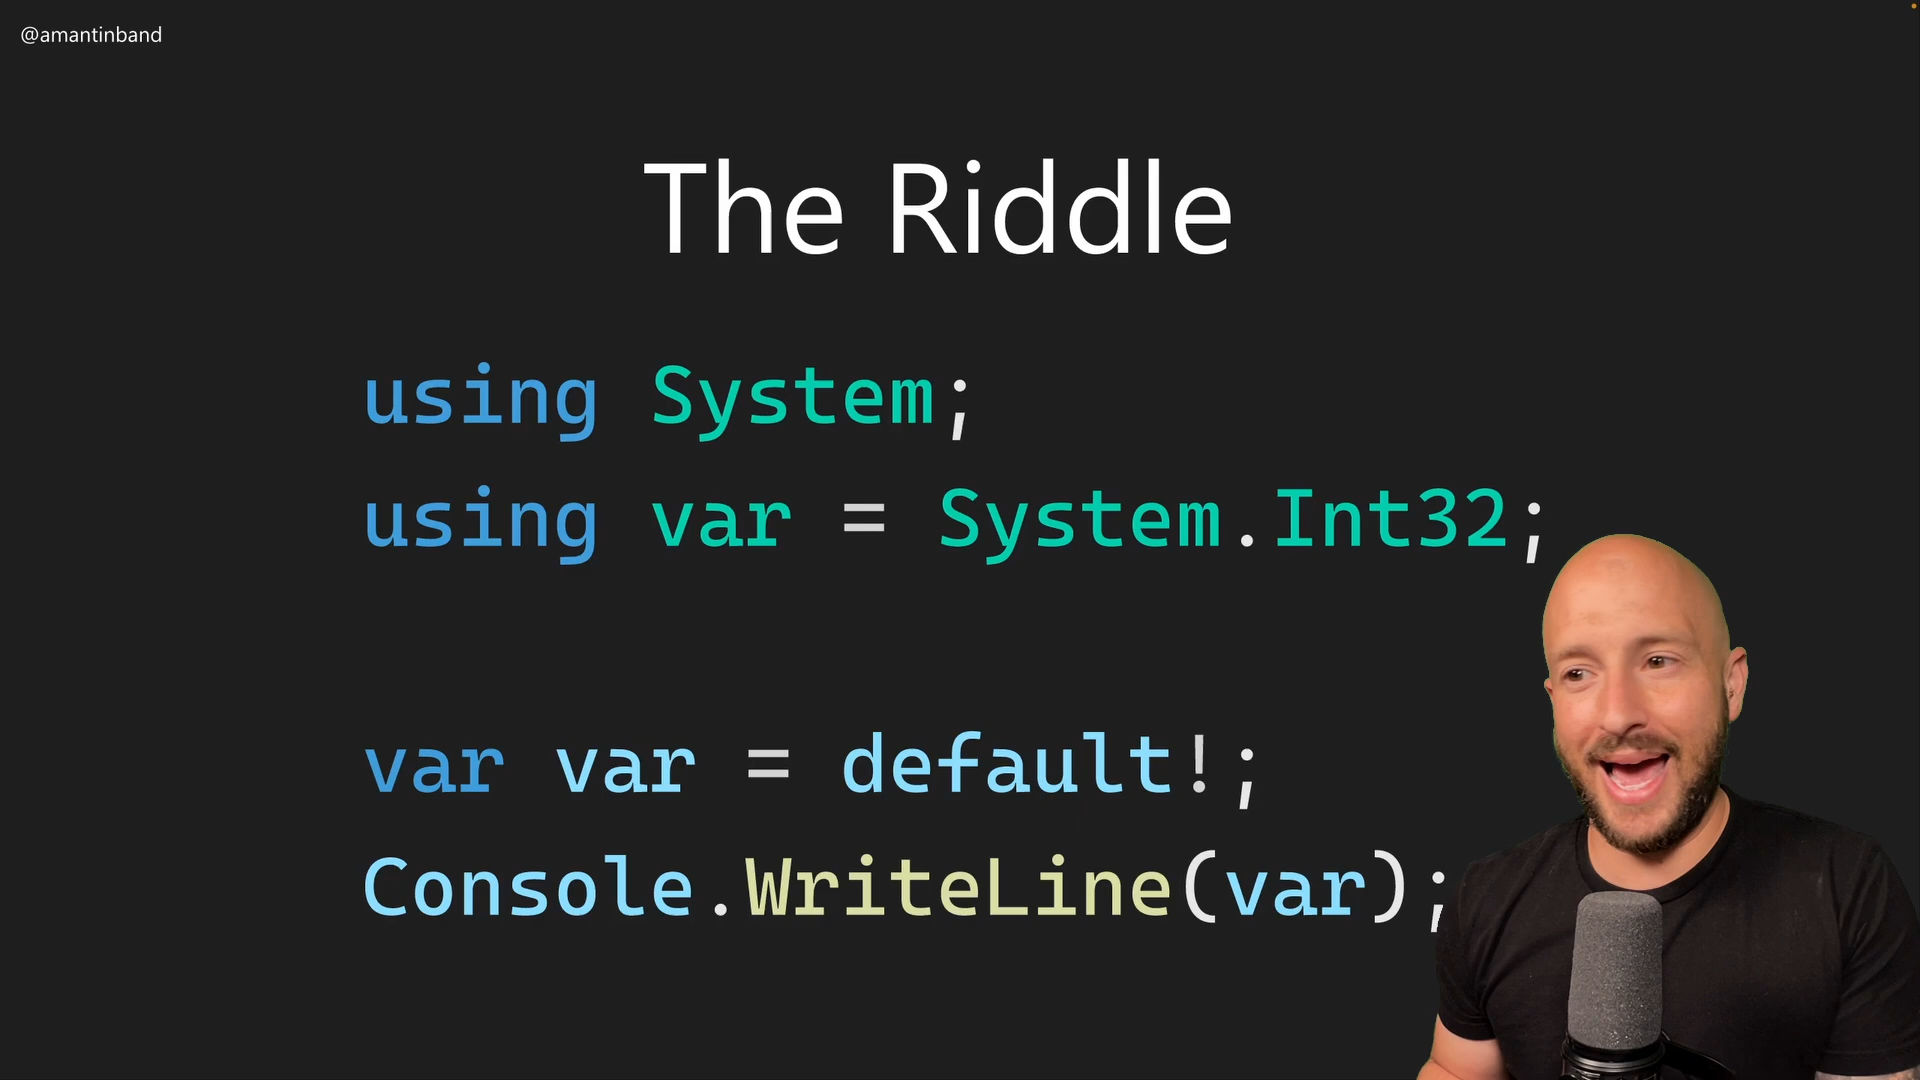 @amantinband
The Riddle
using System;
using var = System.Int32;
var var = default!;
Console.WriteLine(var);